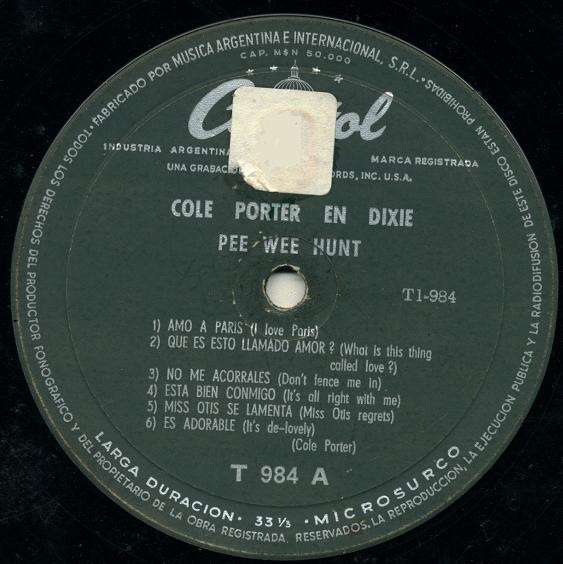 FABRICADO POR MUSICA ARGENTINA E INTERNACIONAL, S.R.L.
CAP. M$N 50.000
INDUSTRIA ARGENTINA
MARCA REGISTRADA
UNA
RDS, INC. U.S.A.
COLE PORTER EN DIXIE
PEE WEE HUNT
T1-984
1) AMO A PARIS (I love Paris)
2) QUE ES ESTO LLAMADO AMOR? (What is this thing
called love?)
3) NO ME ACORRALES (Don't fence me in)
4) ESTA BIEN CONMIGO (It's all right with me)
5) MISS OTIS SE LAMENTA (Miss Otis regrets)
6) ES ADORABLE (It's de-lovely)
(Cole Porter)
T 984 A
LARGA DURACION • 33 1/3 • MICROSURCO
TODOS LOS DERECHOS DEL PRODUCTOR FONOGRAFICO Y DEL PROPIETARIO DE LA OBRA REGISTRADA, RESERVADOS. LA REPRODUCCION, LA EJECUCION PUBLICA Y LA RADIODIFUSION DE ESTE DISCO ESTAN PROHIBIDAS